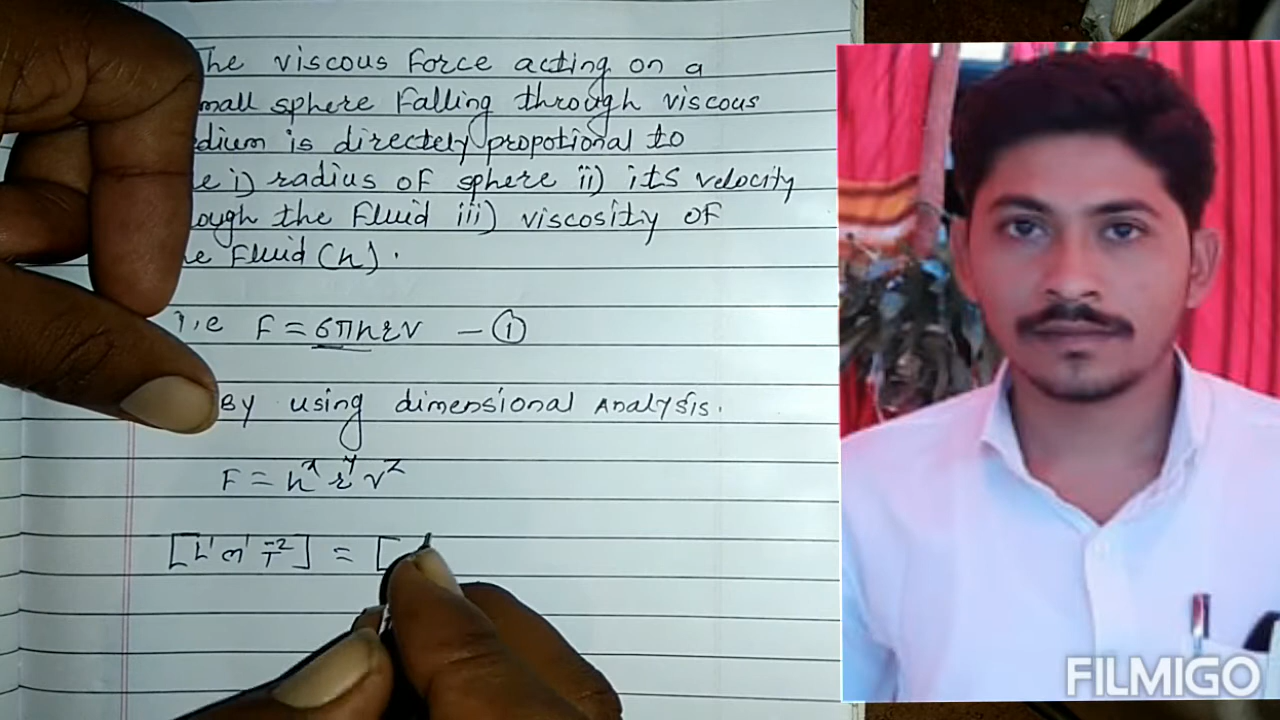 The viscous Force acting on a
mall sphere Falling through viscous
dium is directely propotional to
e i) radius of sphere ii) its velocity
ough the Fluid iii) viscosity of
e Fluid (η).
i.e F = 6πηrv — ①
By using dimensional Analysis.
F = η^x r^y v^z
[L¹ M¹ T⁻²] = [
FILMIGO